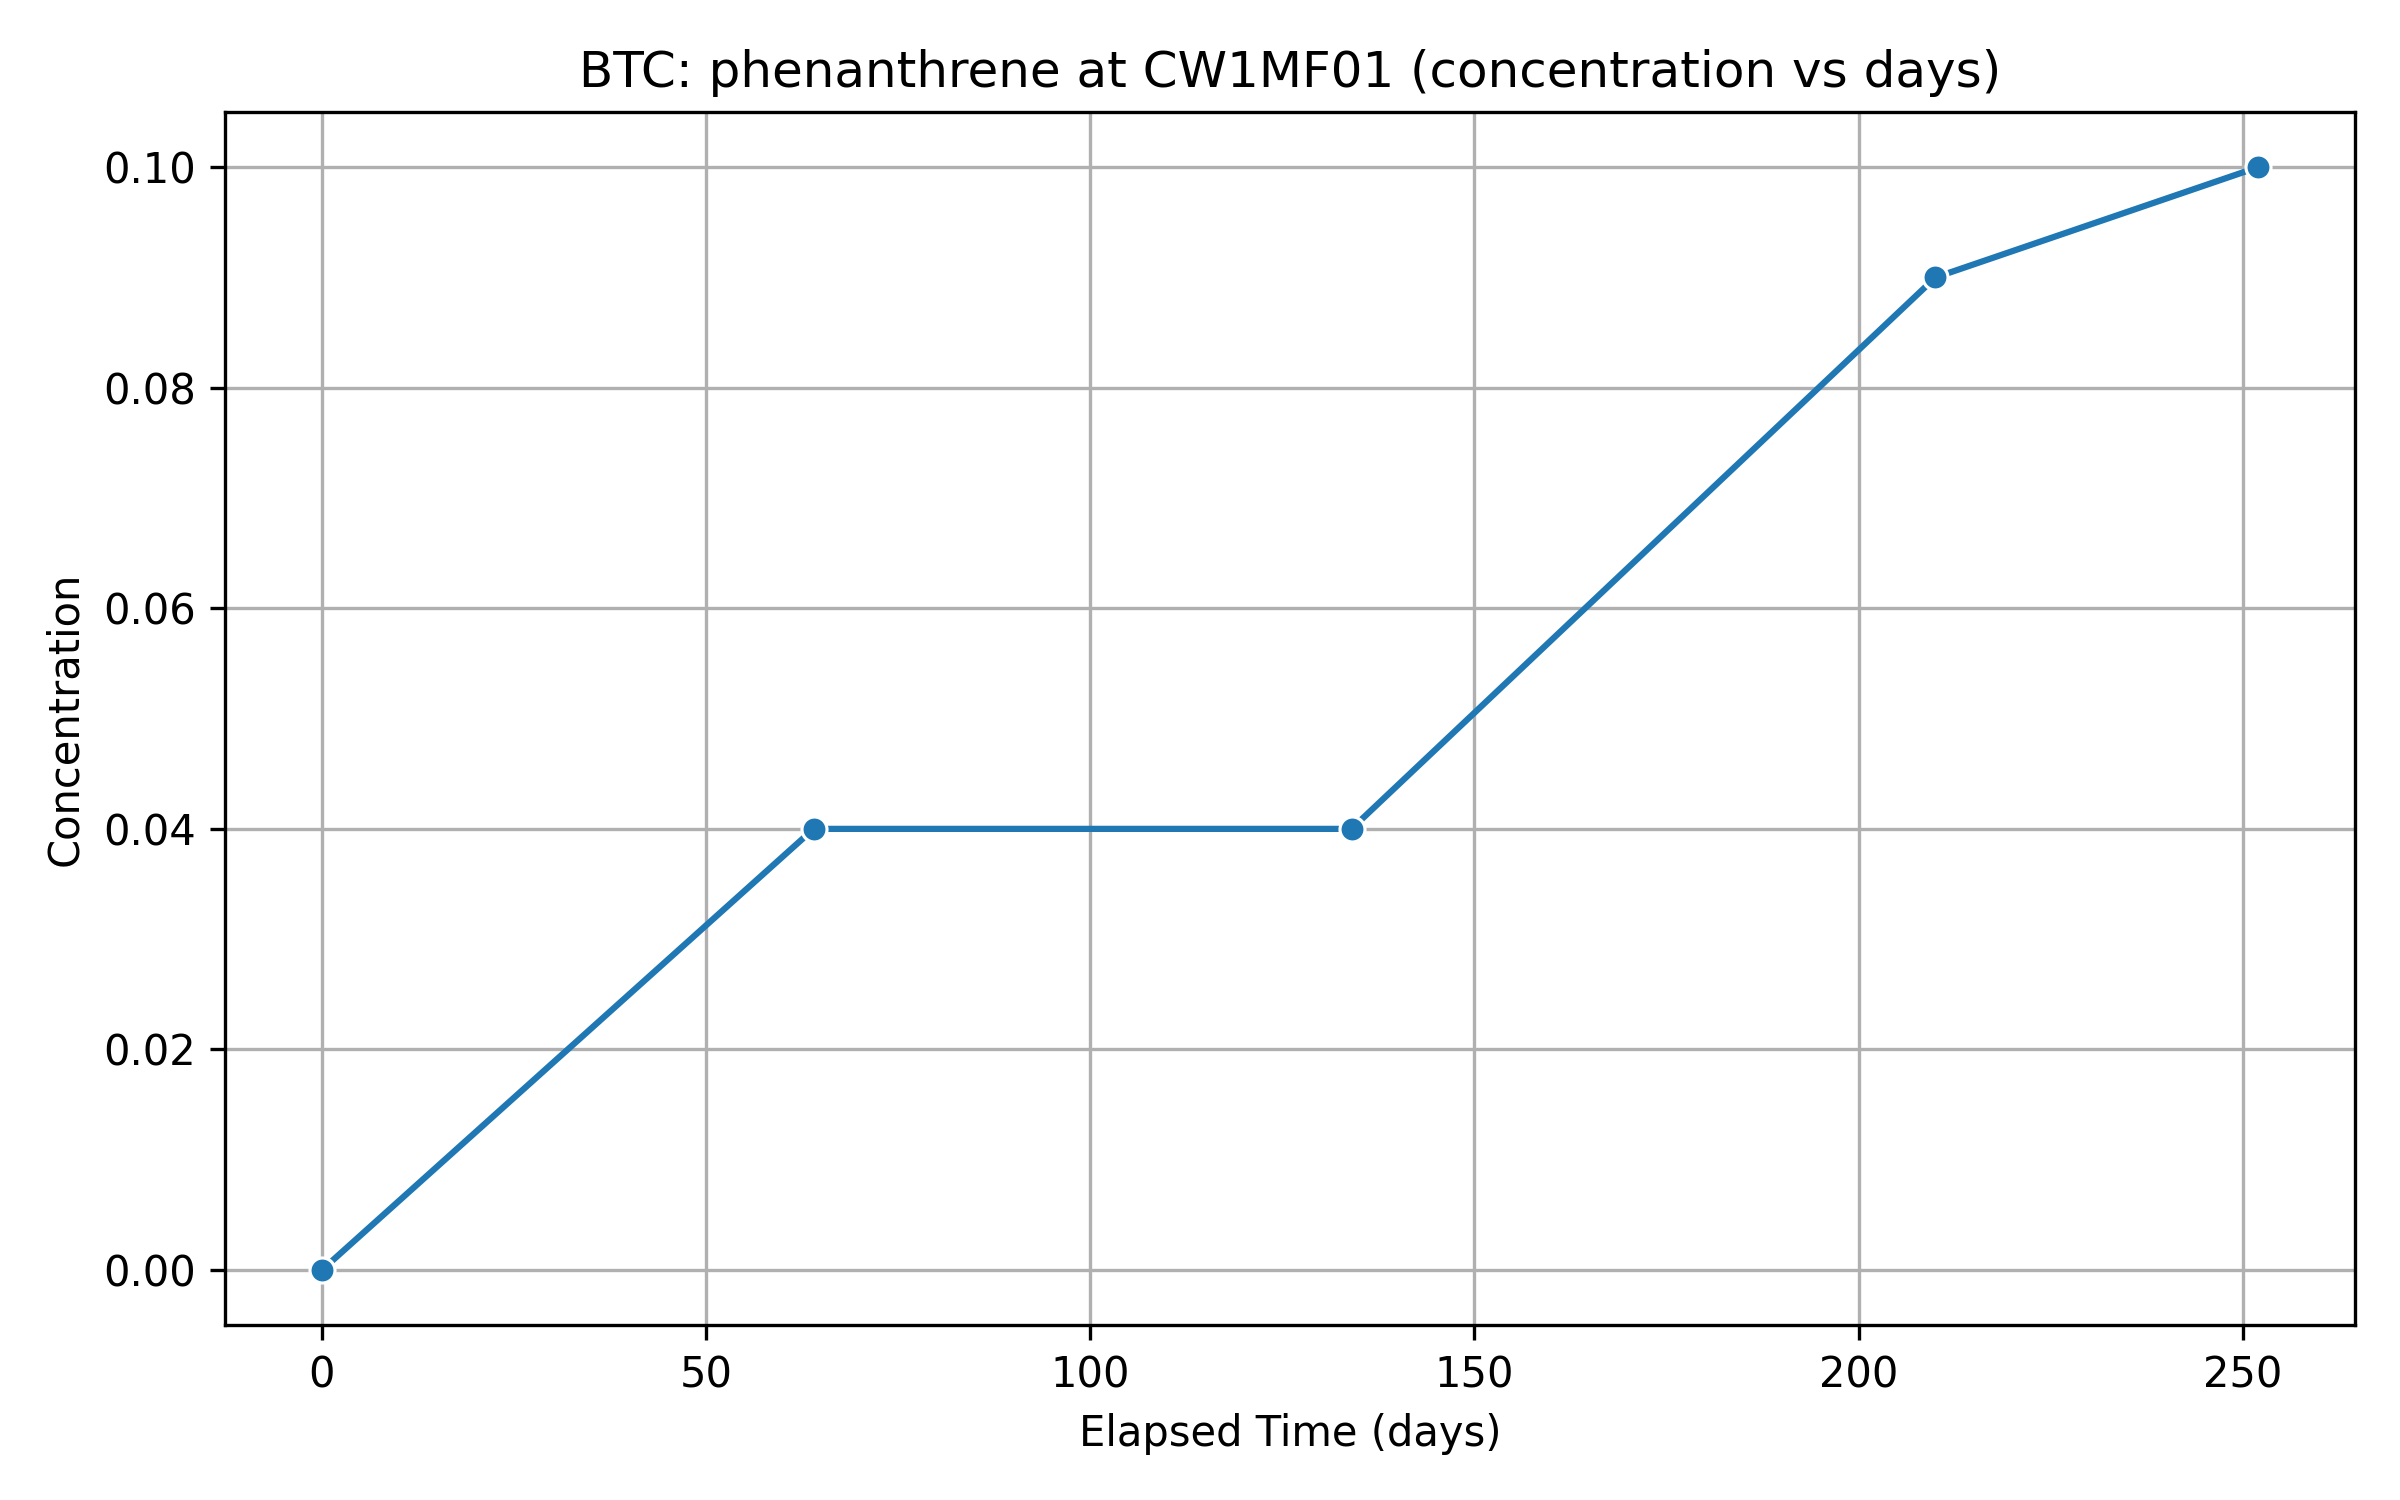 BTC: phenanthrene at CW1MF01 (concentration vs days)
0.10
0.08
0.06
0.04
0.02
0.00
Concentration
0 50 100 150 200 250
Elapsed Time (days)